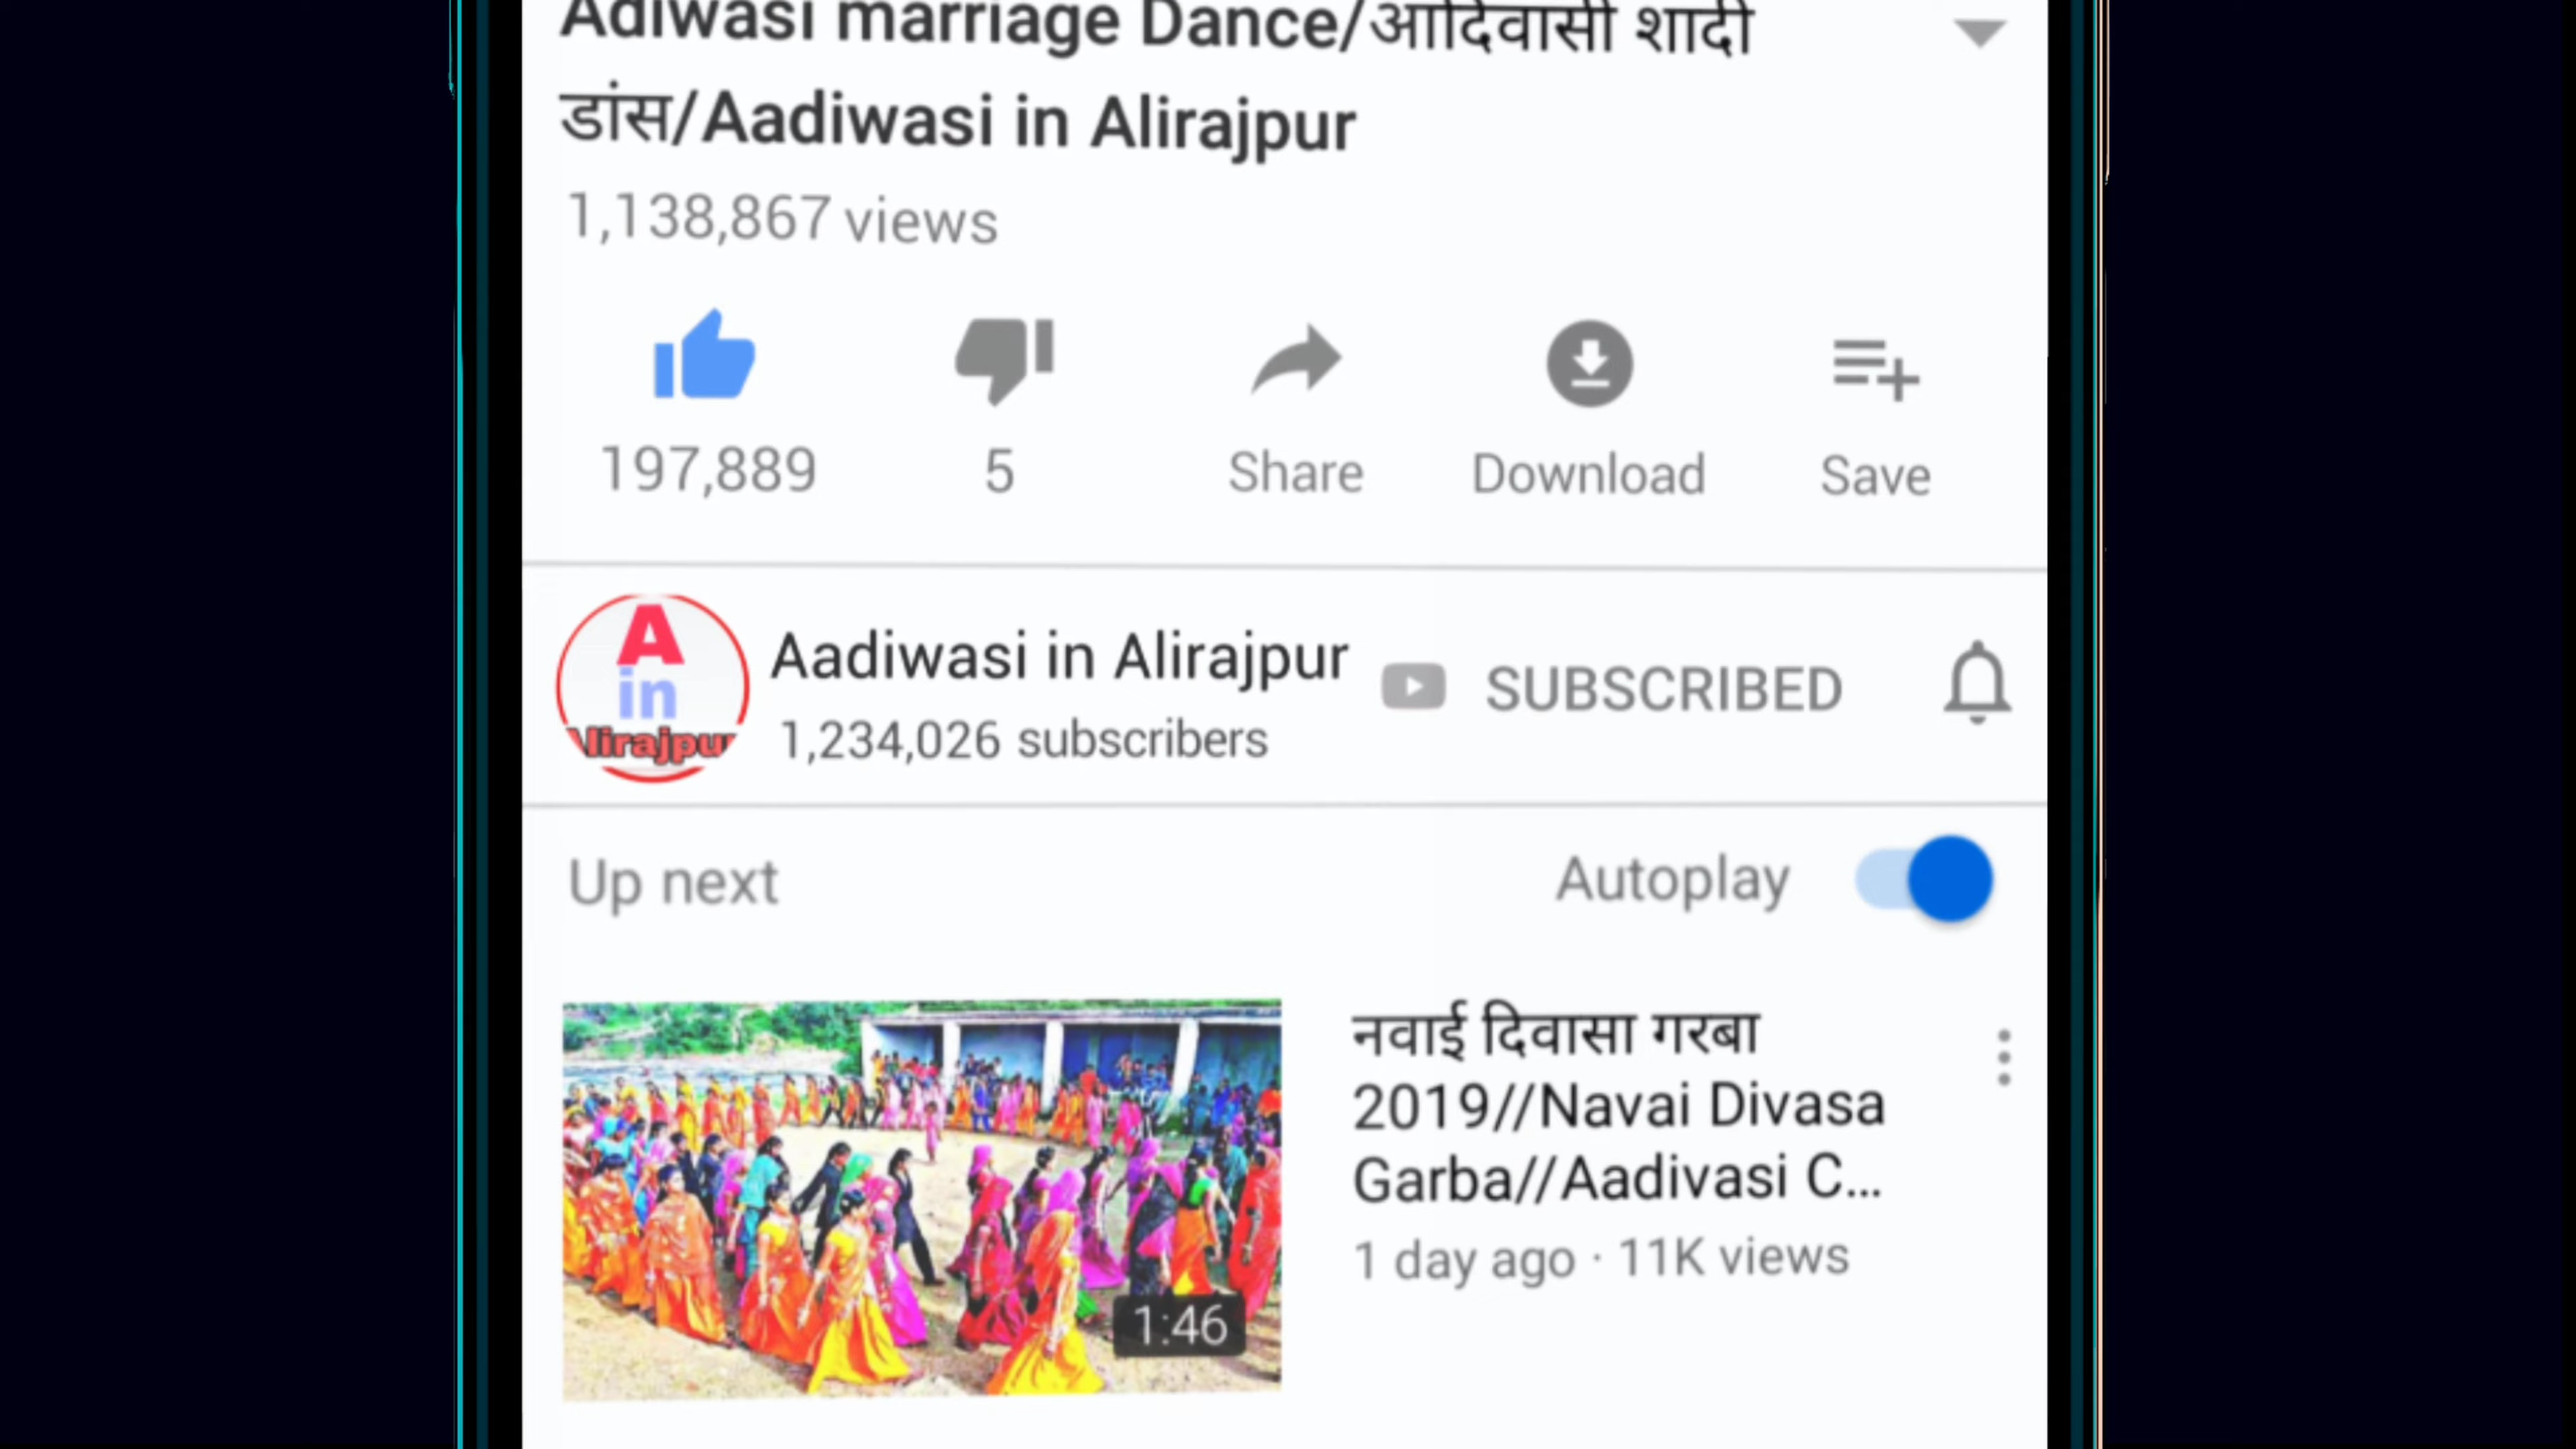 Adiwasi marriage Dance/आदिवासी शादी
डांस/Aadiwasi in Alirajpur
1,138,867 views
197,889
5
Share
Download
Save
A
in
Alirajpur
Aadiwasi in Alirajpur
1,234,026 subscribers
SUBSCRIBED
Up next
Autoplay
1:46
नवाई दिवासा गरबा
2019//Navai Divasa
Garba//Aadivasi C...
1 day ago · 11K views